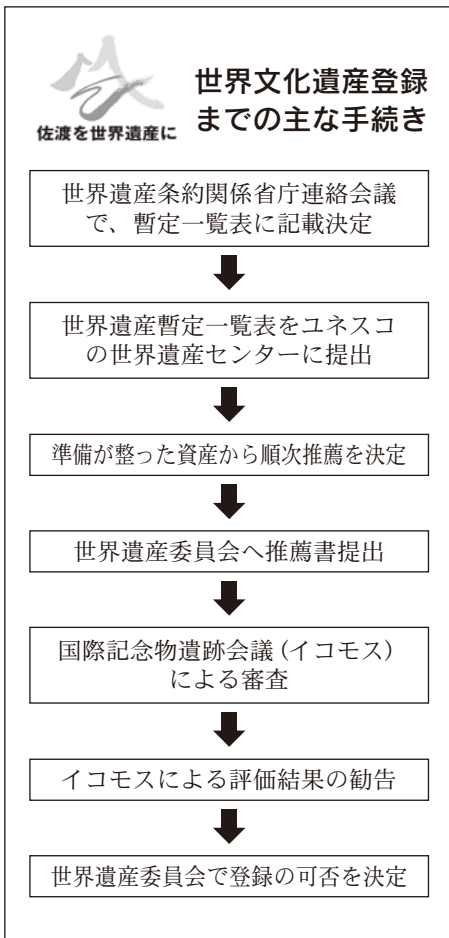 佐渡を世界遺産に
世界文化遺産登録
までの主な手続き
世界遺産条約関係省庁連絡会議
で、暫定一覧表に記載決定
世界遺産暫定一覧表をユネスコ
の世界遺産センターに提出
準備が整った資産から順次推薦を決定
世界遺産委員会へ推薦書提出
国際記念物遺跡会議(イコモス)
による審査
イコモスによる評価結果の勧告
世界遺産委員会で登録の可否を決定